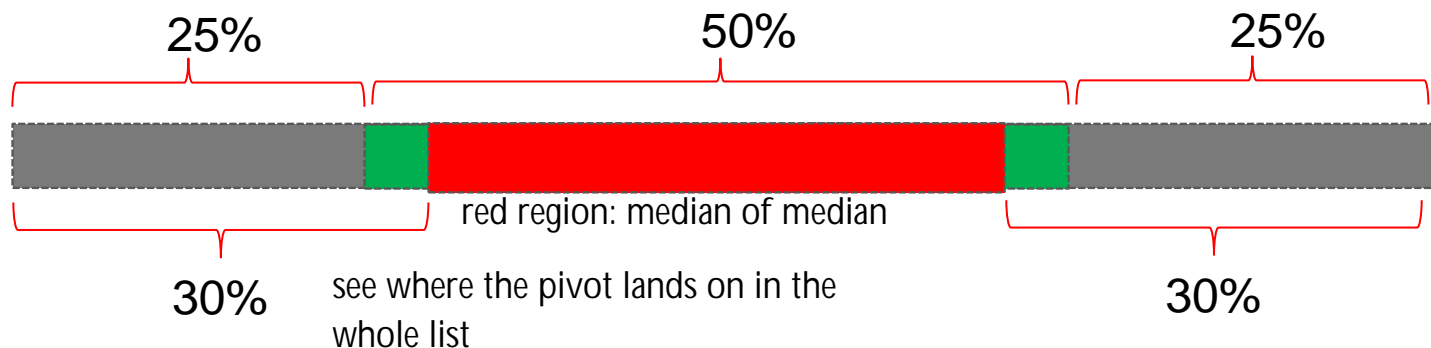 25%
50%
25%
red region: median of median
30%
see where the pivot lands on in the
whole list
30%